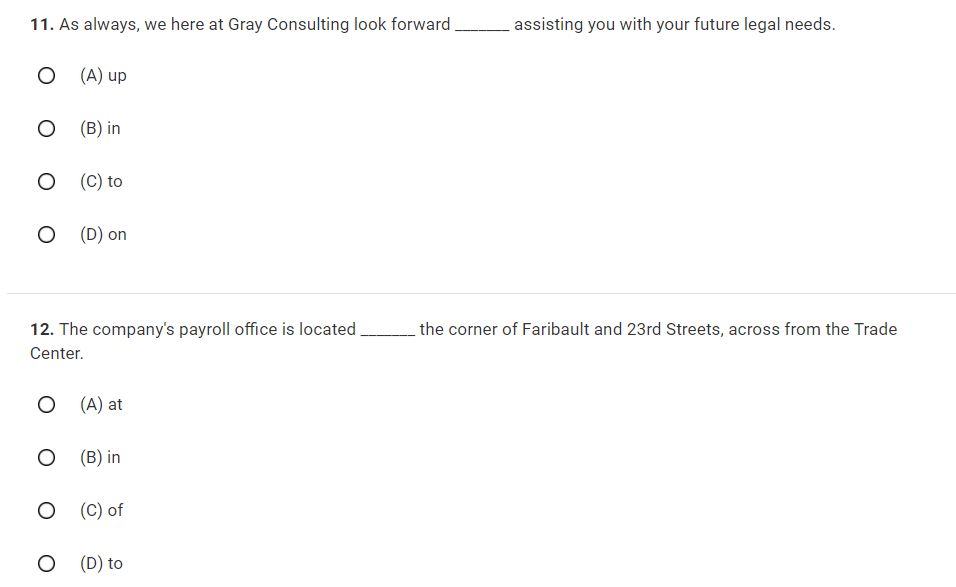 11. As always, we here at Gray Consulting look forward _______ assisting you with your future legal needs.
(A) up
(B) in
(C) to
(D) on
12. The company's payroll office is located _______ the corner of Faribault and 23rd Streets, across from the Trade
Center.
(A) at
(B) in
(C) of
(D) to